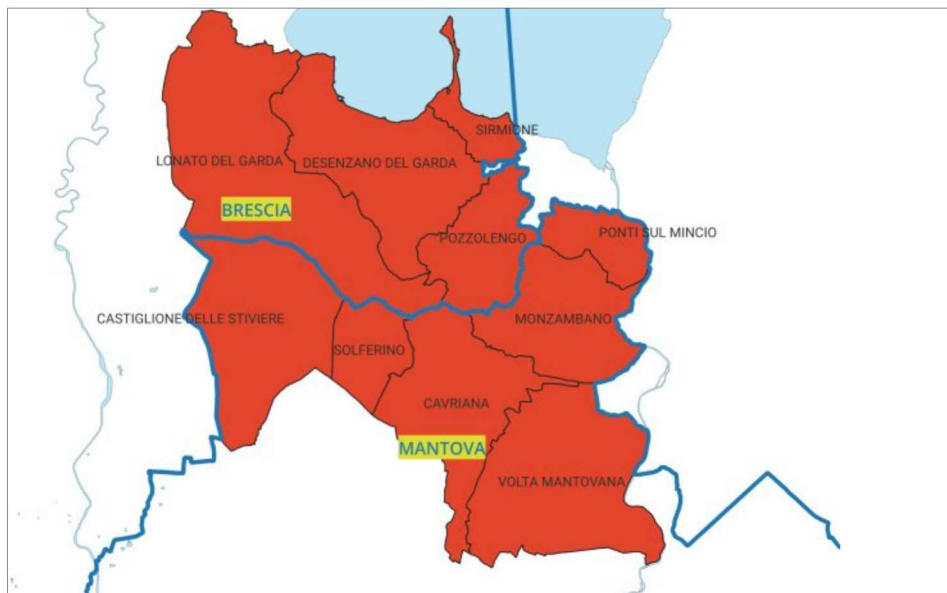 SIRMIONE
LONATO DEL GARDA
DESENZANO DEL GARDA
BRESCIA
PONTI SUL MINCIO
POZZOLENGO
CASTIGLIONE DELLE STIVIERE
MONZAMBANO
SOLFERINO
CAVRIANA
MANTOVA
VOLTA MANTOVANA